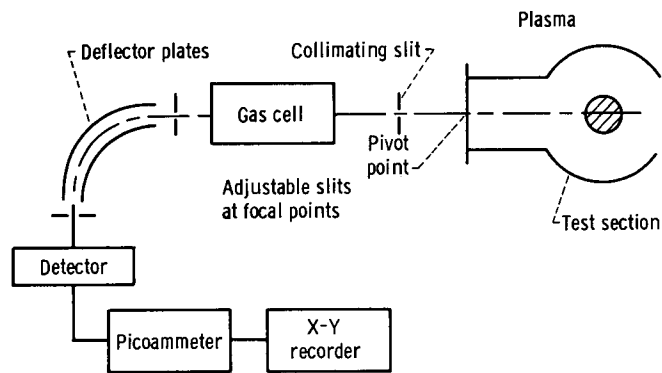 Plasma
Deflector plates
Collimating slit
Gas cell
Pivot
point
Adjustable slits
at focal points
Test section
Detector
Picoammeter
X-Y
recorder